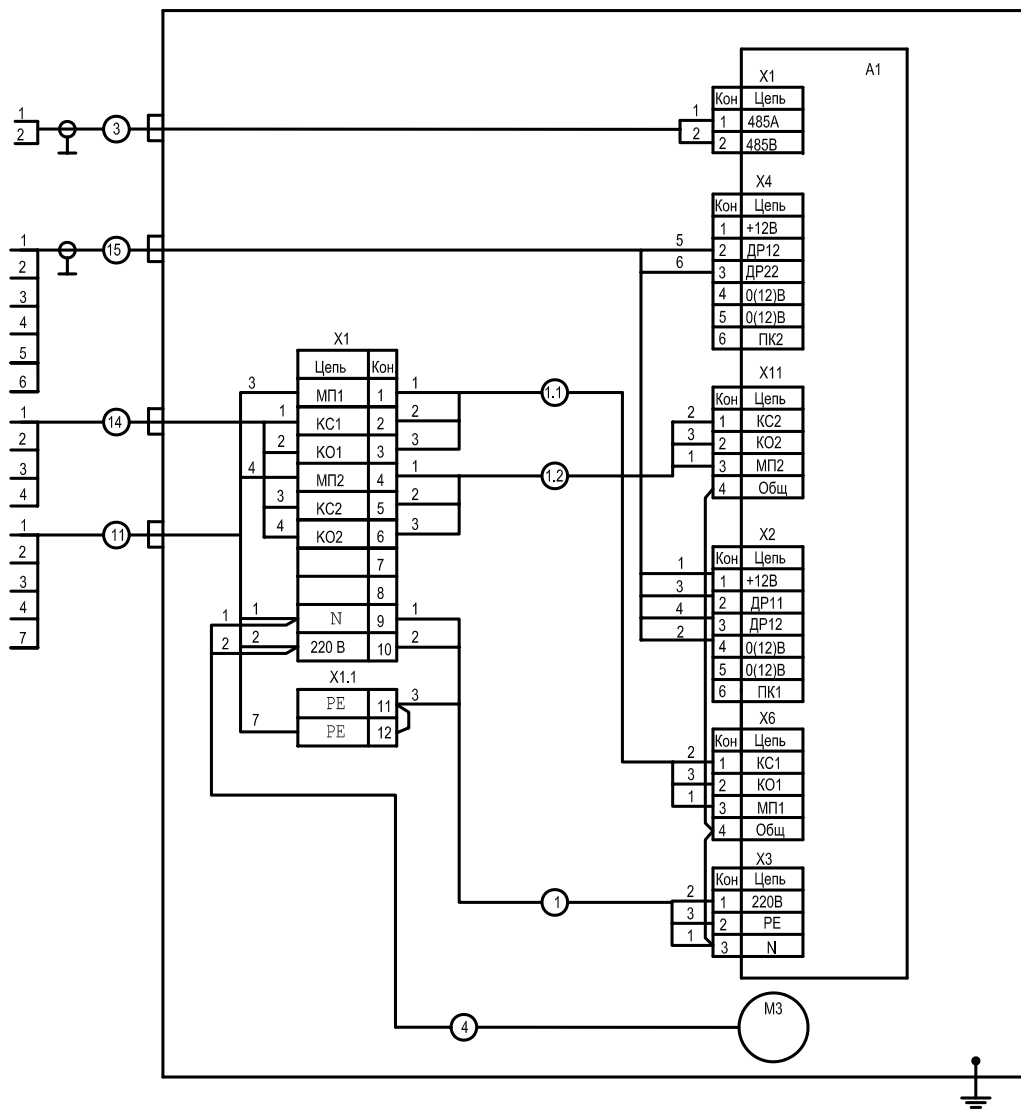 A1
X1
Кон Цепь
1 485А
2 485В
1
2
1
2
3
X4
Кон Цепь
1 +12В
2 ДР12
3 ДР22
4 0(12)В
5 0(12)В
6 ПК2
5
6
1
2
3
4
5
6
15
X1
Цепь Кон
МП1 1
КС1 2
КО1 3
МП2 4
КС2 5
КО2 6
7
8
N 9
220 В 10
X1.1
PE 11
PE 12
3
1
2
4
3
4
1
1
2
2
7
1
2
3
1
2
3
1
2
3
1.1
1.2
1
2
3
4
14
1
2
3
4
7
11
X11
Кон Цепь
1 КС2
2 КО2
3 МП2
4 Общ
2
3
1
X2
Кон Цепь
1 +12В
2 ДР11
3 ДР12
4 0(12)В
5 0(12)В
6 ПК1
1
3
4
2
X6
Кон Цепь
1 КС1
2 КО1
3 МП1
4 Общ
2
3
1
X3
Кон Цепь
1 220В
2 РЕ
3 N
2
3
1
1
4
М3